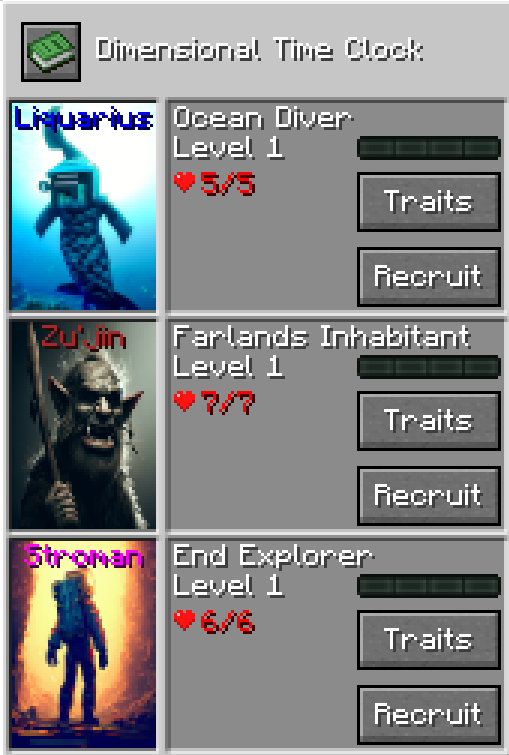 Dimensional Time Clock
Liquarius
Ocean Diver
Level 1
5/5
Traits
Recruit
Zu'jin
Farlands Inhabitant
Level 1
7/7
Traits
Recruit
Stroman
End Explorer
Level 1
6/6
Traits
Recruit